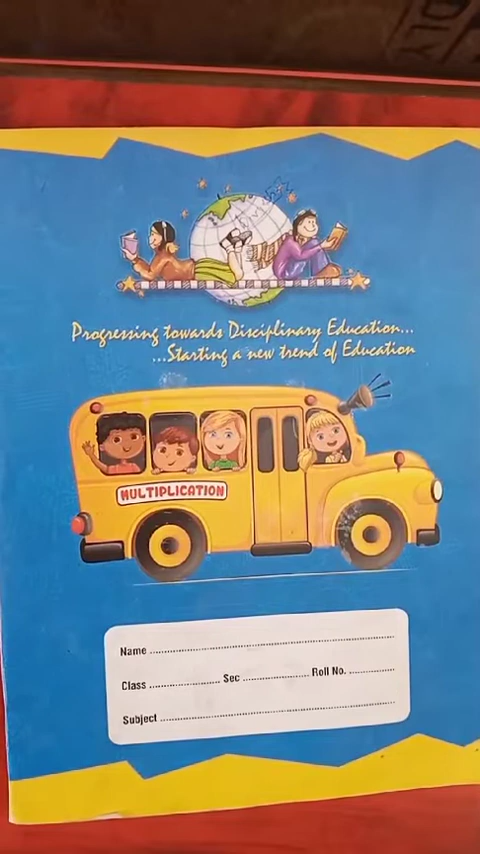 Progressing towards Disciplinary Education...
...Starting a new trend of Education
MULTIPLICATION
Name ............................................................
Class .................... Sec .................... Roll No. ..............
Subject ............................................................